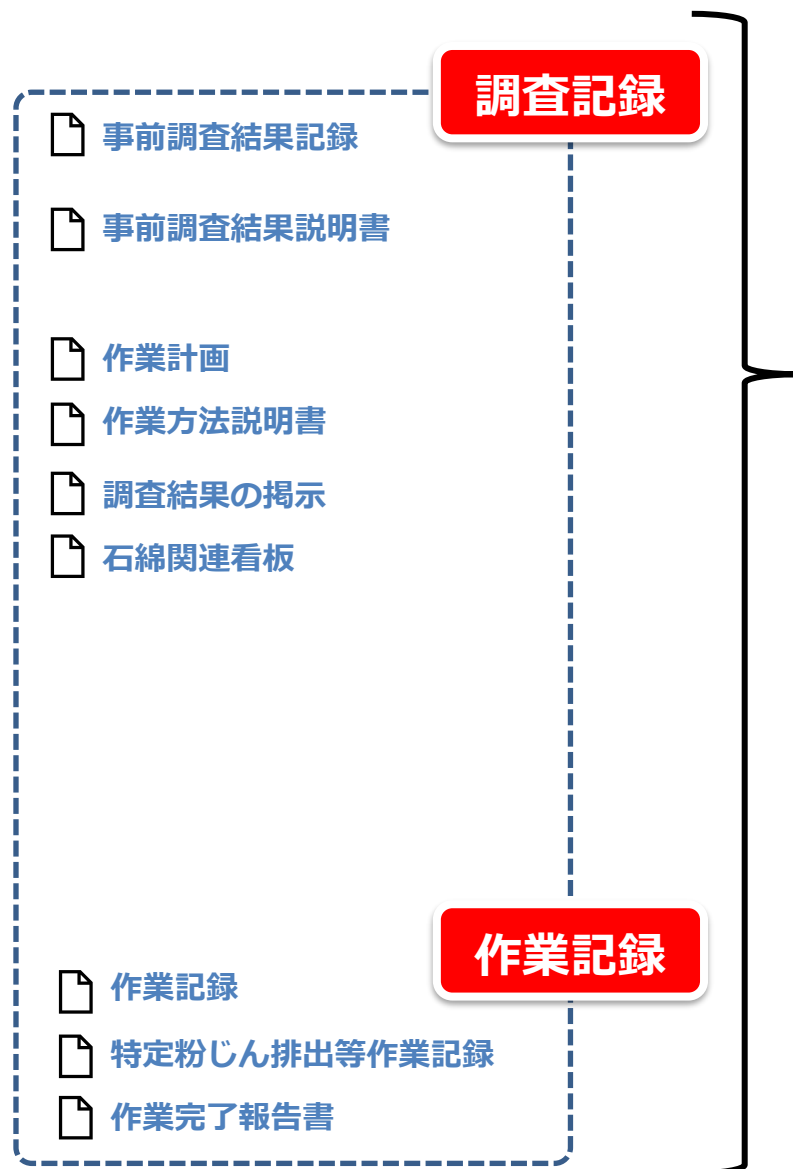 調査記録
事前調査結果記録
事前調査結果説明書
作業計画
作業方法説明書
調査結果の掲示
石綿関連看板
作業記録
作業記録
特定粉じん排出等作業記録
作業完了報告書